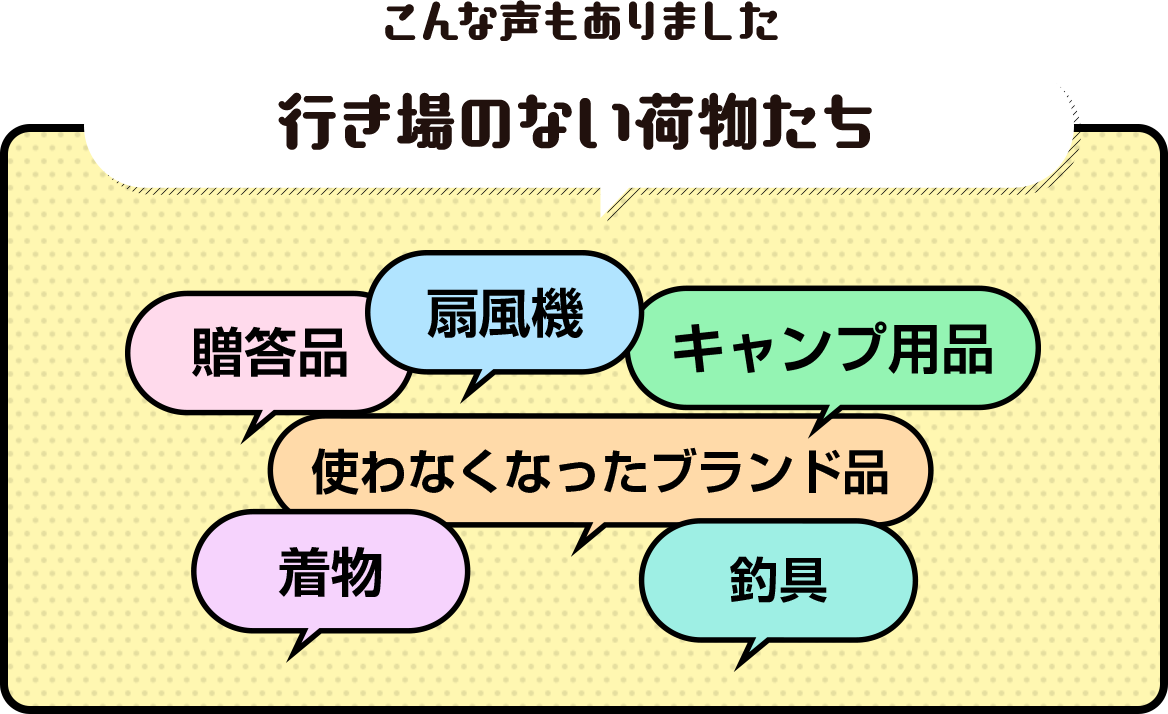 こんな声もありました
行き場のない荷物たち
贈答品
扇風機
キャンプ用品
使わなくなったブランド品
着物
釣具